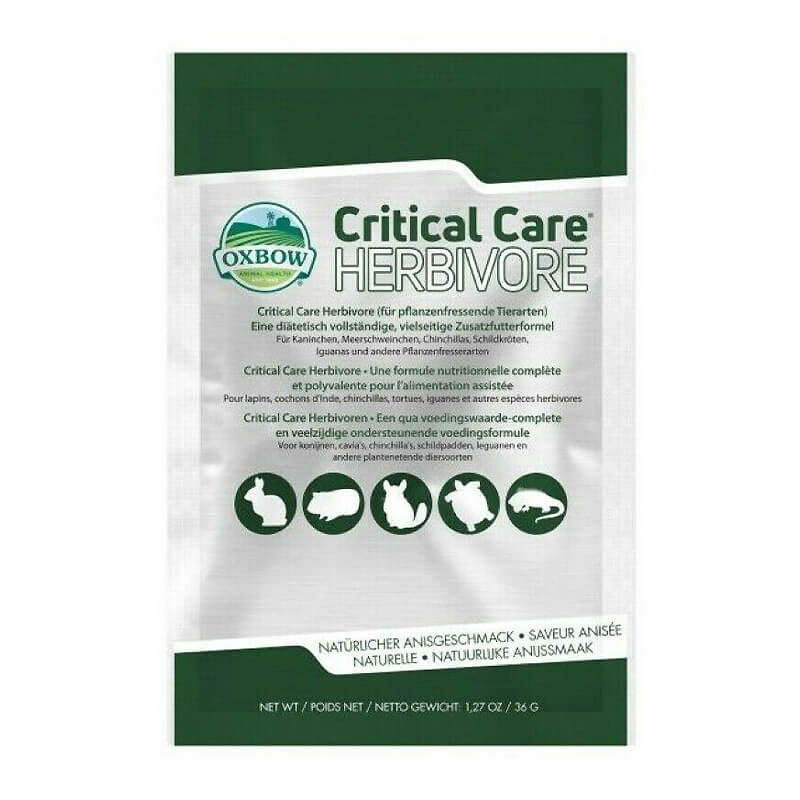 Critical Care®
HERBIVORE
OXBOW
ANIMAL HEALTH
Critical Care Herbivore (für pflanzenfressende Tierarten)
Eine diätetisch vollständige, vielseitige Zusatzfutterformel
Für Kaninchen, Meerschweinchen, Chinchillas, Schildkröten,
Iguanas und andere Pflanzenfresserarten
Critical Care Herbivore • Une formule nutritionnelle complète
et polyvalente pour l'alimentation assistée
Pour lapins, cochons d'Inde, chinchillas, tortues, iguanes et autres espèces herbivores
Critical Care Herbivoren • Een qua voedingswaarde-complete
en veelzijdige ondersteunende voedingsformule
Voor konijnen, cavia's, chinchilla's, schildpadden, leguanen en
andere plantenetende diersoorten
NATÜRLICHER ANISGESCHMACK • SAVEUR ANISÉE
NATURELLE • NATUURLIJKE ANIJSSMAAK
NET WT / POIDS NET / NETTO GEWICHT: 1,27 OZ / 36 G